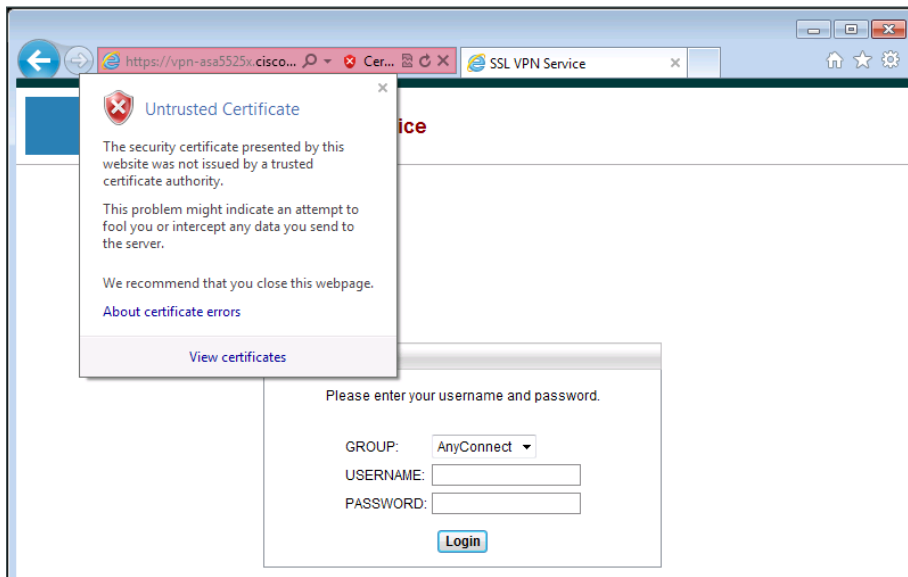 https://vpn-asa5525x.cisco... Cer... SSL VPN Service
Untrusted Certificate
ice
The security certificate presented by this
website was not issued by a trusted
certificate authority.
This problem might indicate an attempt to
fool you or intercept any data you send to
the server.
We recommend that you close this webpage.
About certificate errors
View certificates
Please enter your username and password.
GROUP: AnyConnect
USERNAME:
PASSWORD:
Login